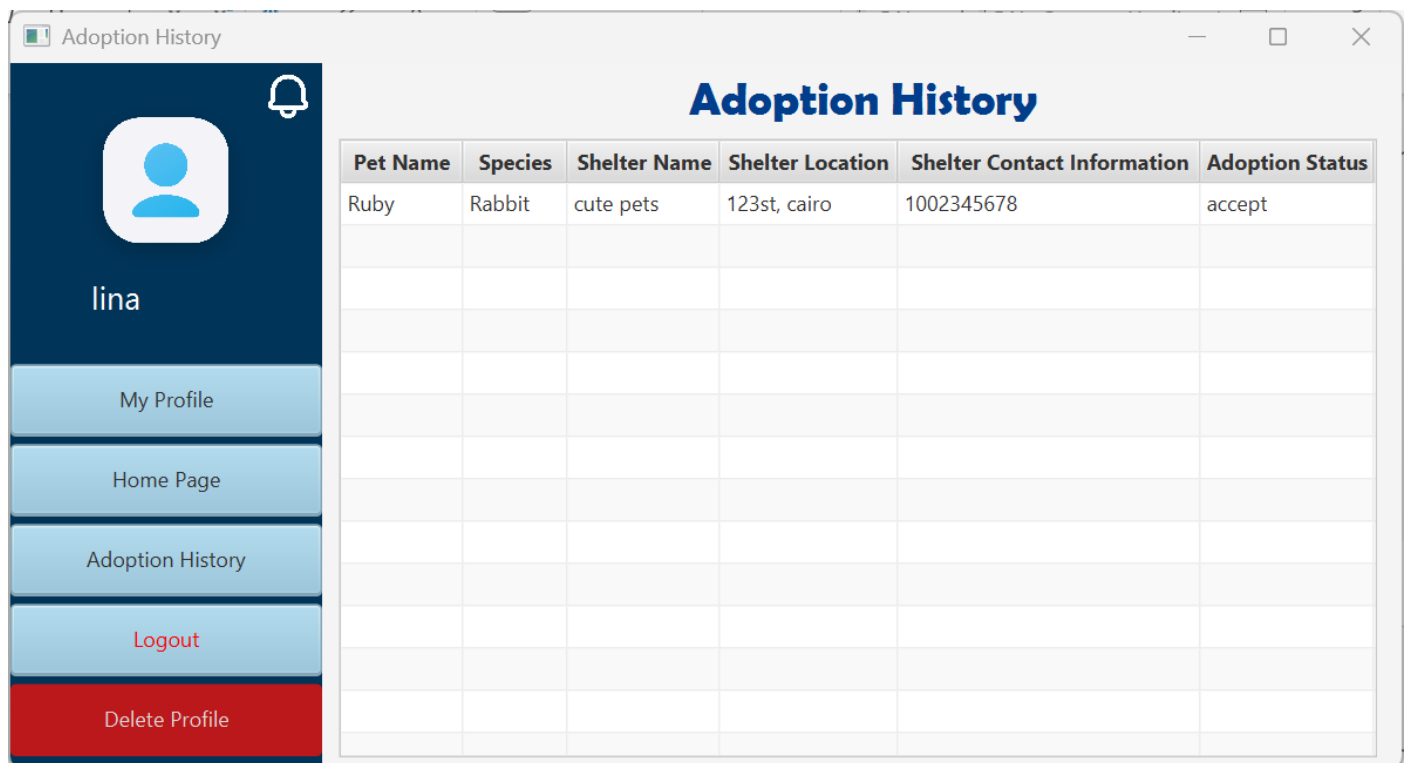 Adoption History
Adoption History
lina
My Profile
Home Page
Adoption History
Logout
Delete Profile
Pet Name Species Shelter Name Shelter Location Shelter Contact Information Adoption Status
Ruby Rabbit cute pets 123st, cairo 1002345678 accept